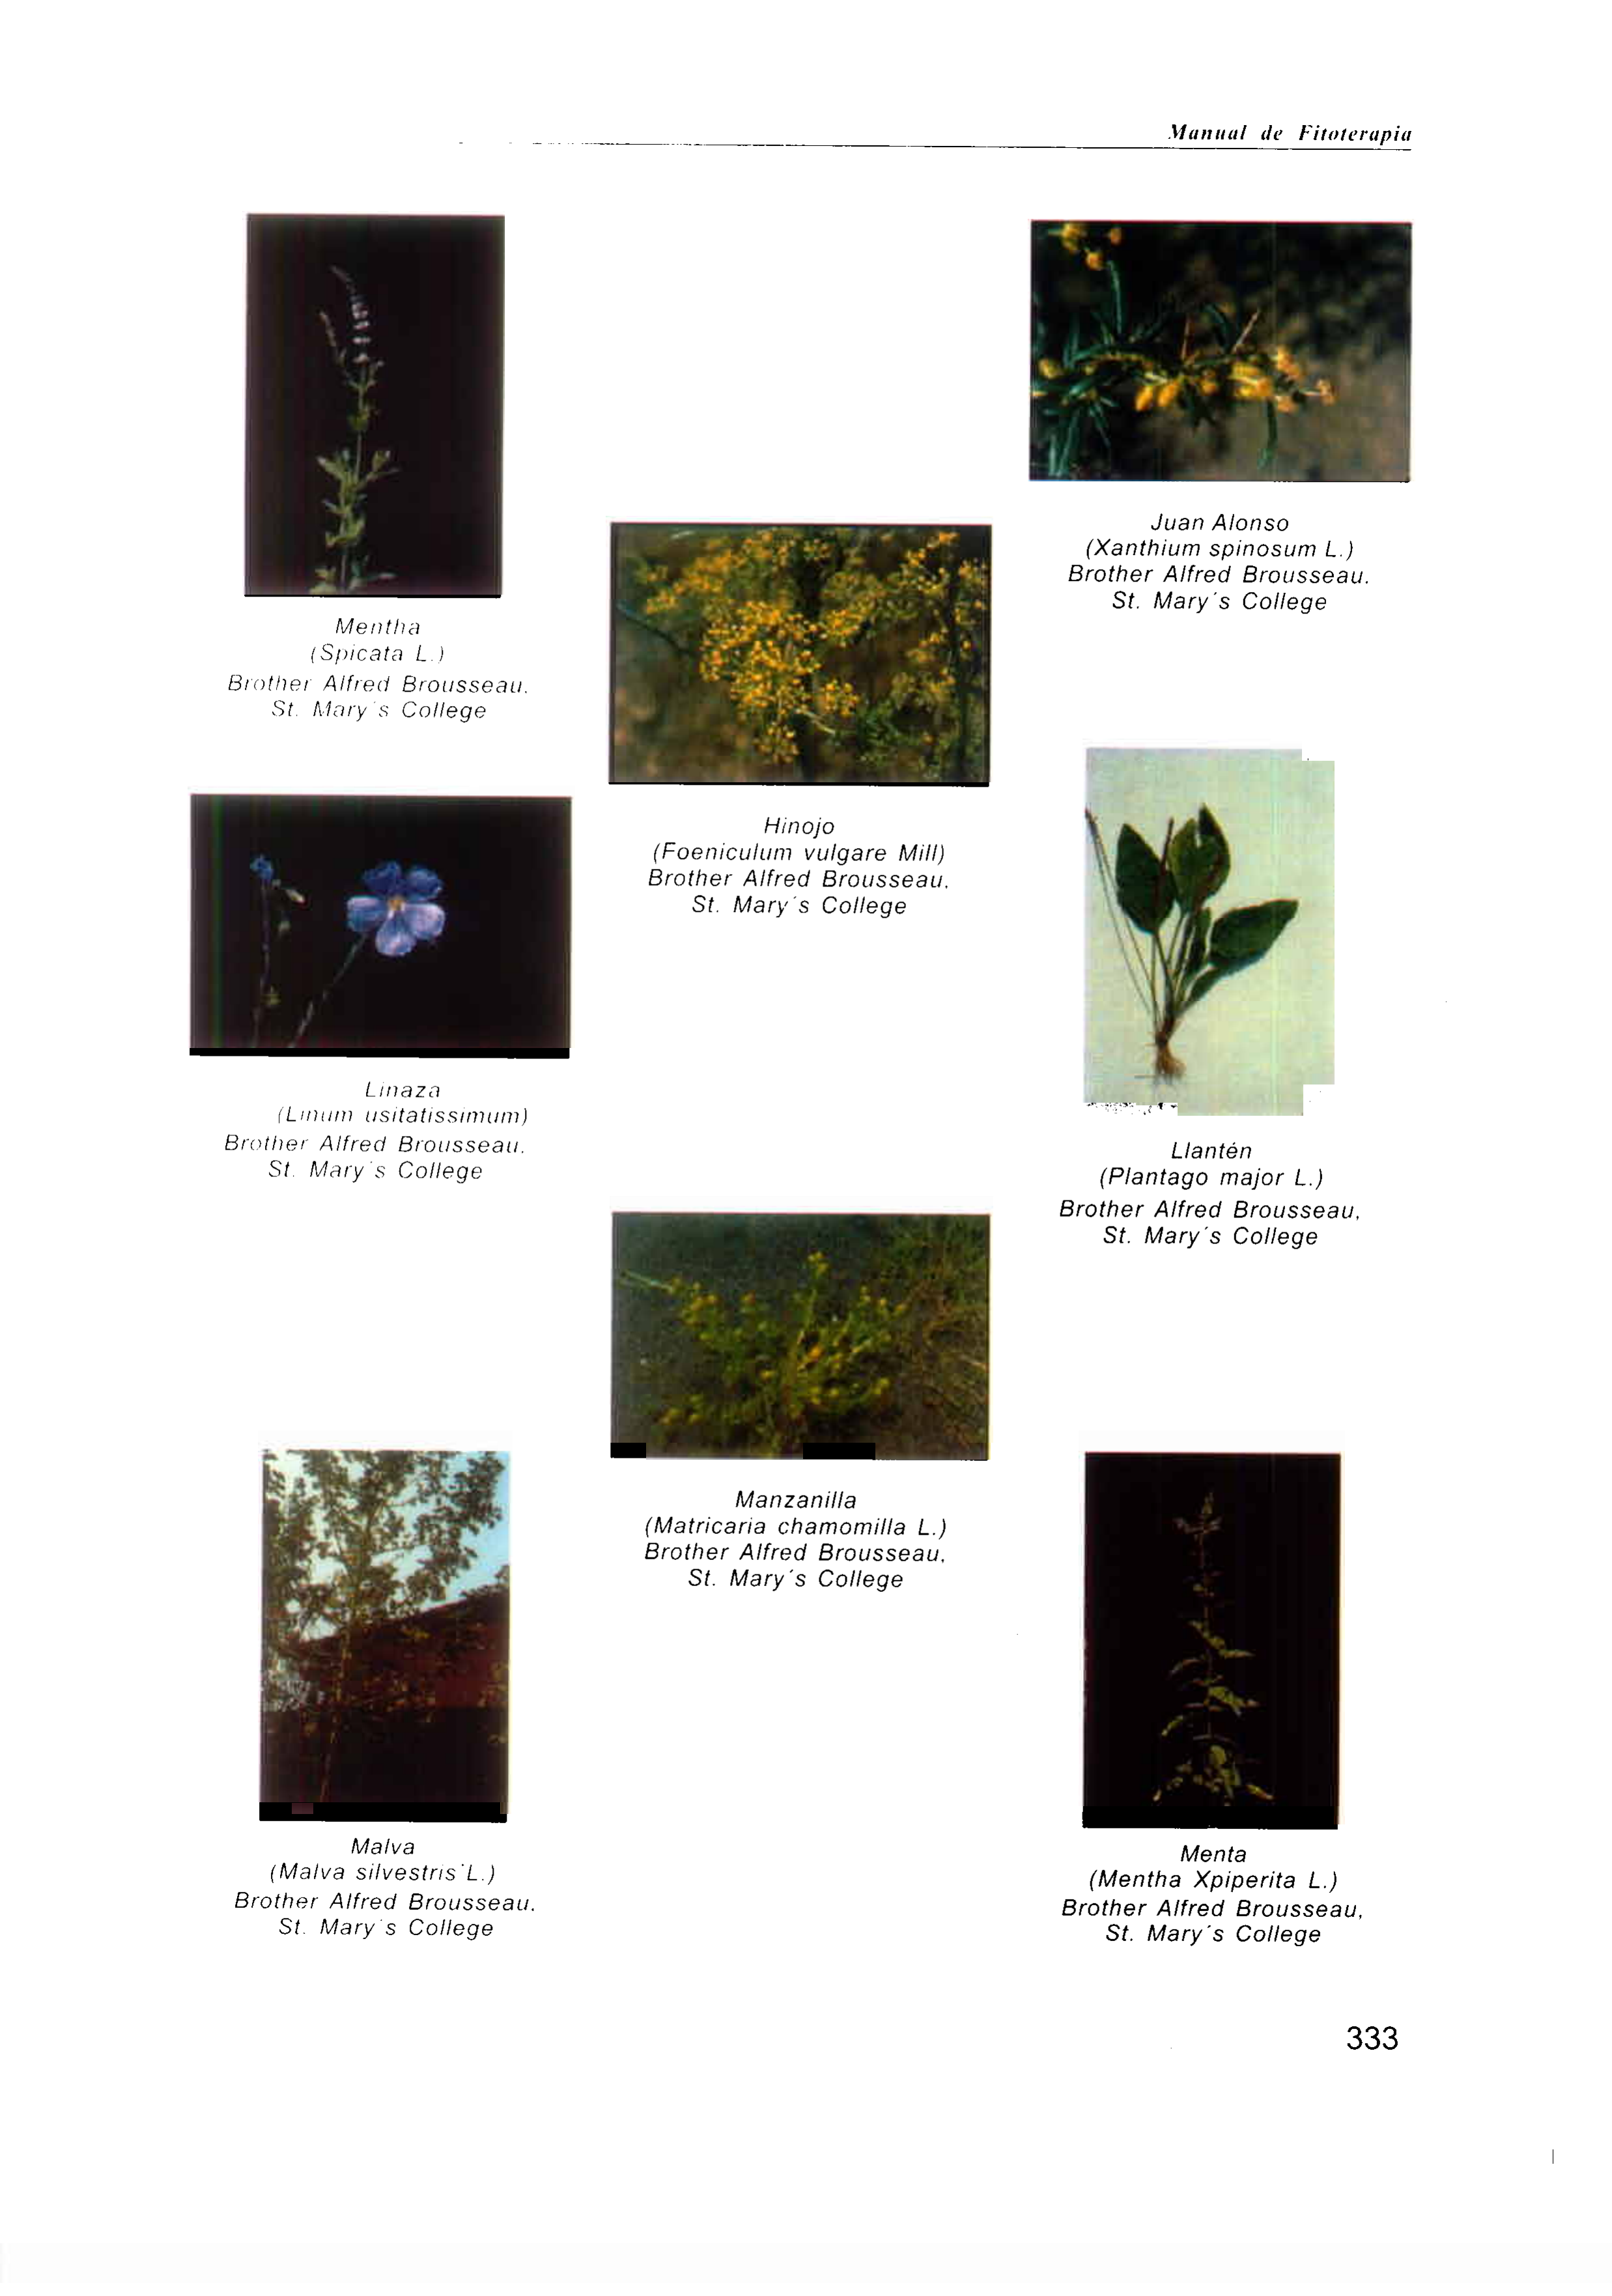 Manual de Fitoterapia
Mentha
(Spicata L.)
Brother Alfred Brousseau.
St. Mary´s College
Juan Alonso
(Xanthium spinosum L.)
Brother Alfred Brousseau.
St. Mary´s College
Hinojo
(Foeniculum vulgare Mill)
Brother Alfred Brousseau.
St. Mary´s College
Linaza
(Linum usitatissimum)
Brother Alfred Brousseau.
St. Mary´s College
Llantén
(Plantago major L.)
Brother Alfred Brousseau,
St. Mary´s College
Manzanilla
(Matricaria chamomilla L.)
Brother Alfred Brousseau.
St. Mary´s College
Malva
(Malva silvestris L.)
Brother Alfred Brousseau.
St. Mary´s College
Menta
(Mentha Xpiperita L.)
Brother Alfred Brousseau,
St. Mary´s College
333